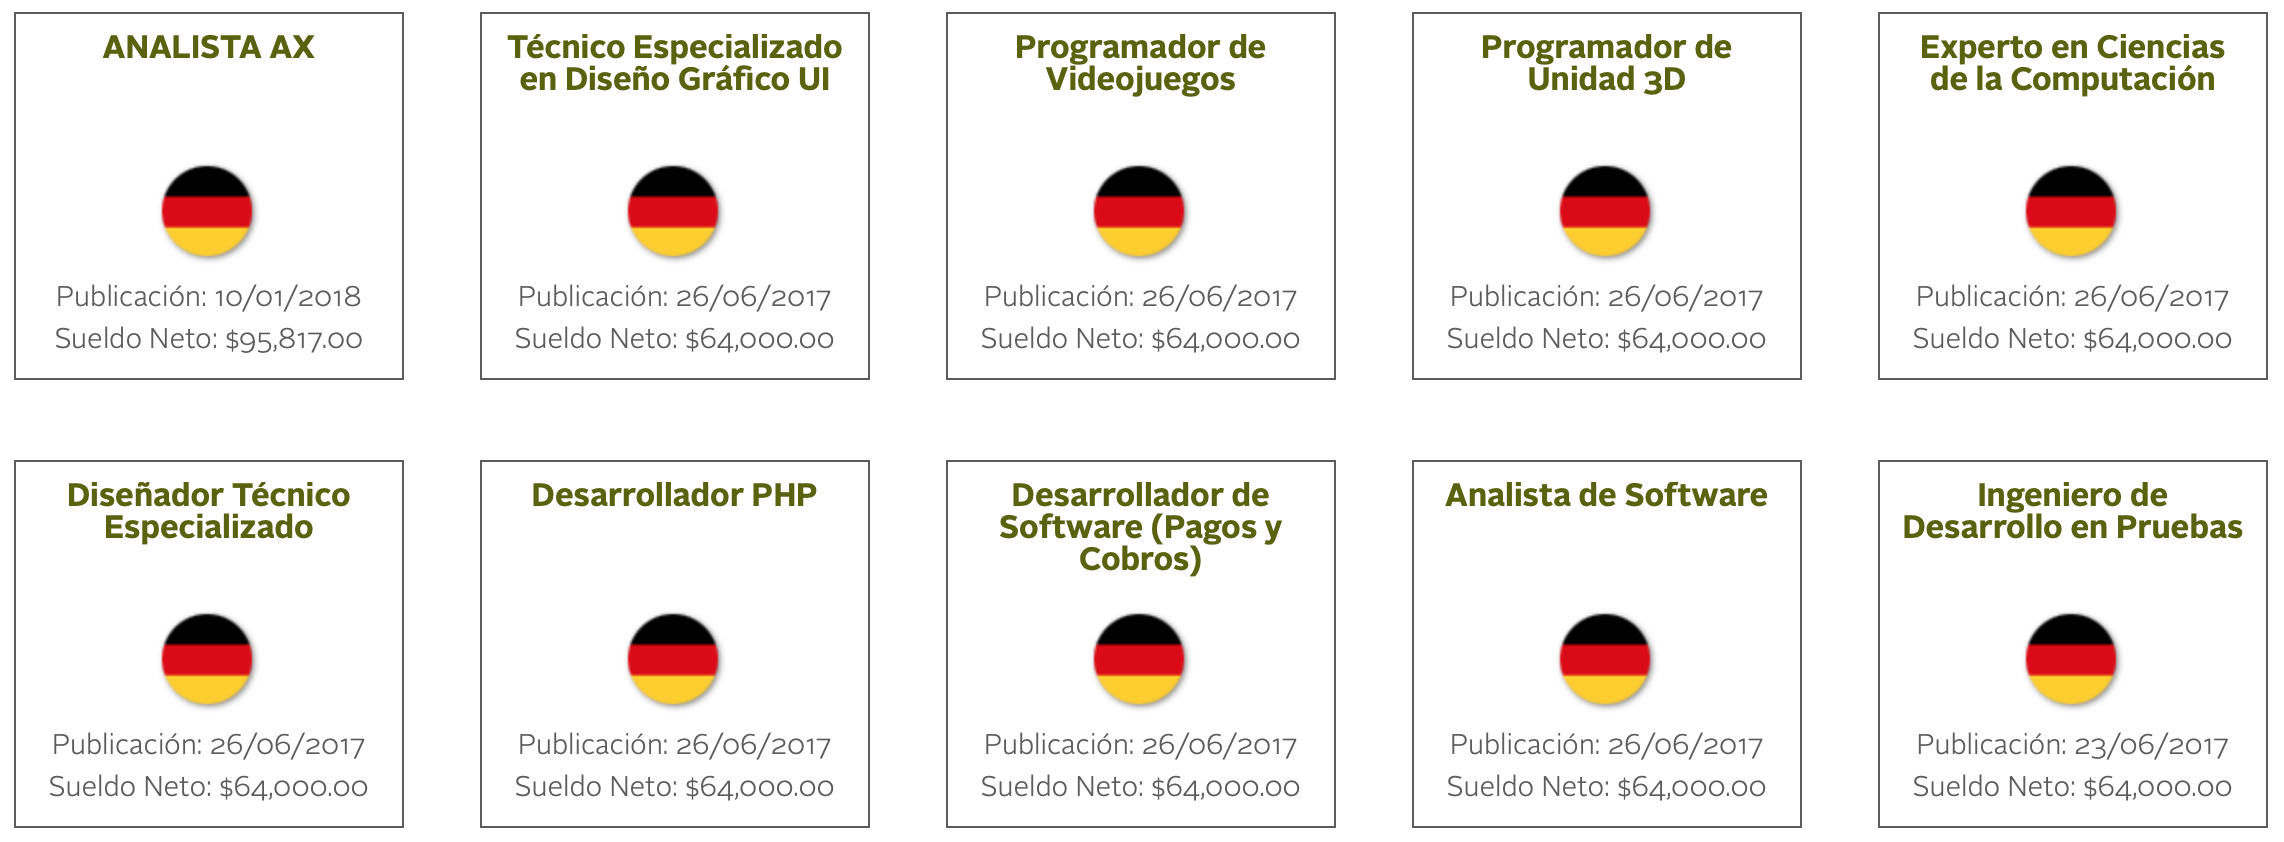 ANALISTA AX
Publicación: 10/01/2018
Sueldo Neto: $95,817.00
Técnico Especializado
en Diseño Gráfico UI
Publicación: 26/06/2017
Sueldo Neto: $64,000.00
Programador de
Videojuegos
Publicación: 26/06/2017
Sueldo Neto: $64,000.00
Programador de
Unidad 3D
Publicación: 26/06/2017
Sueldo Neto: $64,000.00
Experto en Ciencias
de la Computación
Publicación: 26/06/2017
Sueldo Neto: $64,000.00
Diseñador Técnico
Especializado
Publicación: 26/06/2017
Sueldo Neto: $64,000.00
Desarrollador PHP
Publicación: 26/06/2017
Sueldo Neto: $64,000.00
Desarrollador de
Software (Pagos y
Cobros)
Publicación: 26/06/2017
Sueldo Neto: $64,000.00
Analista de Software
Publicación: 26/06/2017
Sueldo Neto: $64,000.00
Ingeniero de
Desarrollo en Pruebas
Publicación: 23/06/2017
Sueldo Neto: $64,000.00